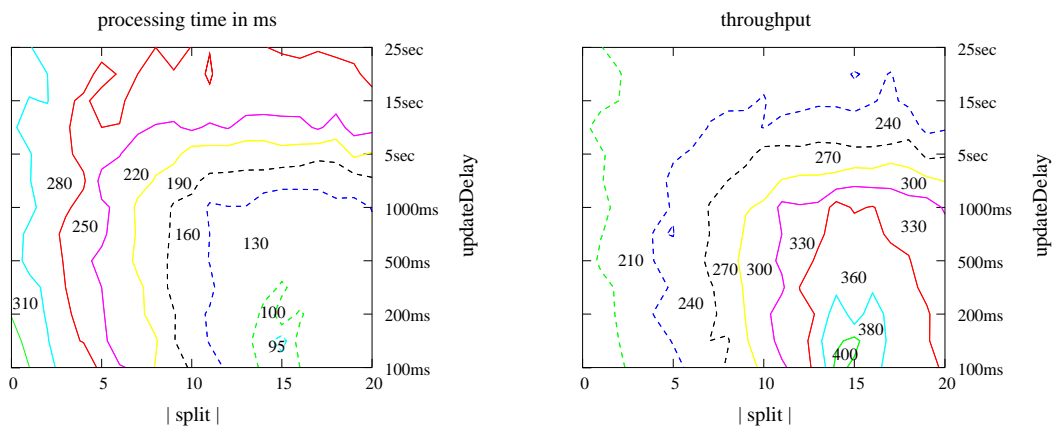 processing time in ms
throughput
25sec
15sec
5sec
1000ms
500ms
200ms
100ms
updateDelay
280
250
220
190
160
130
310
100
95
0
5
10
15
20
| split |
25sec
15sec
5sec
1000ms
500ms
200ms
100ms
updateDelay
240
270
300
330
330
210
270
300
360
240
380
400
0
5
10
15
20
| split |